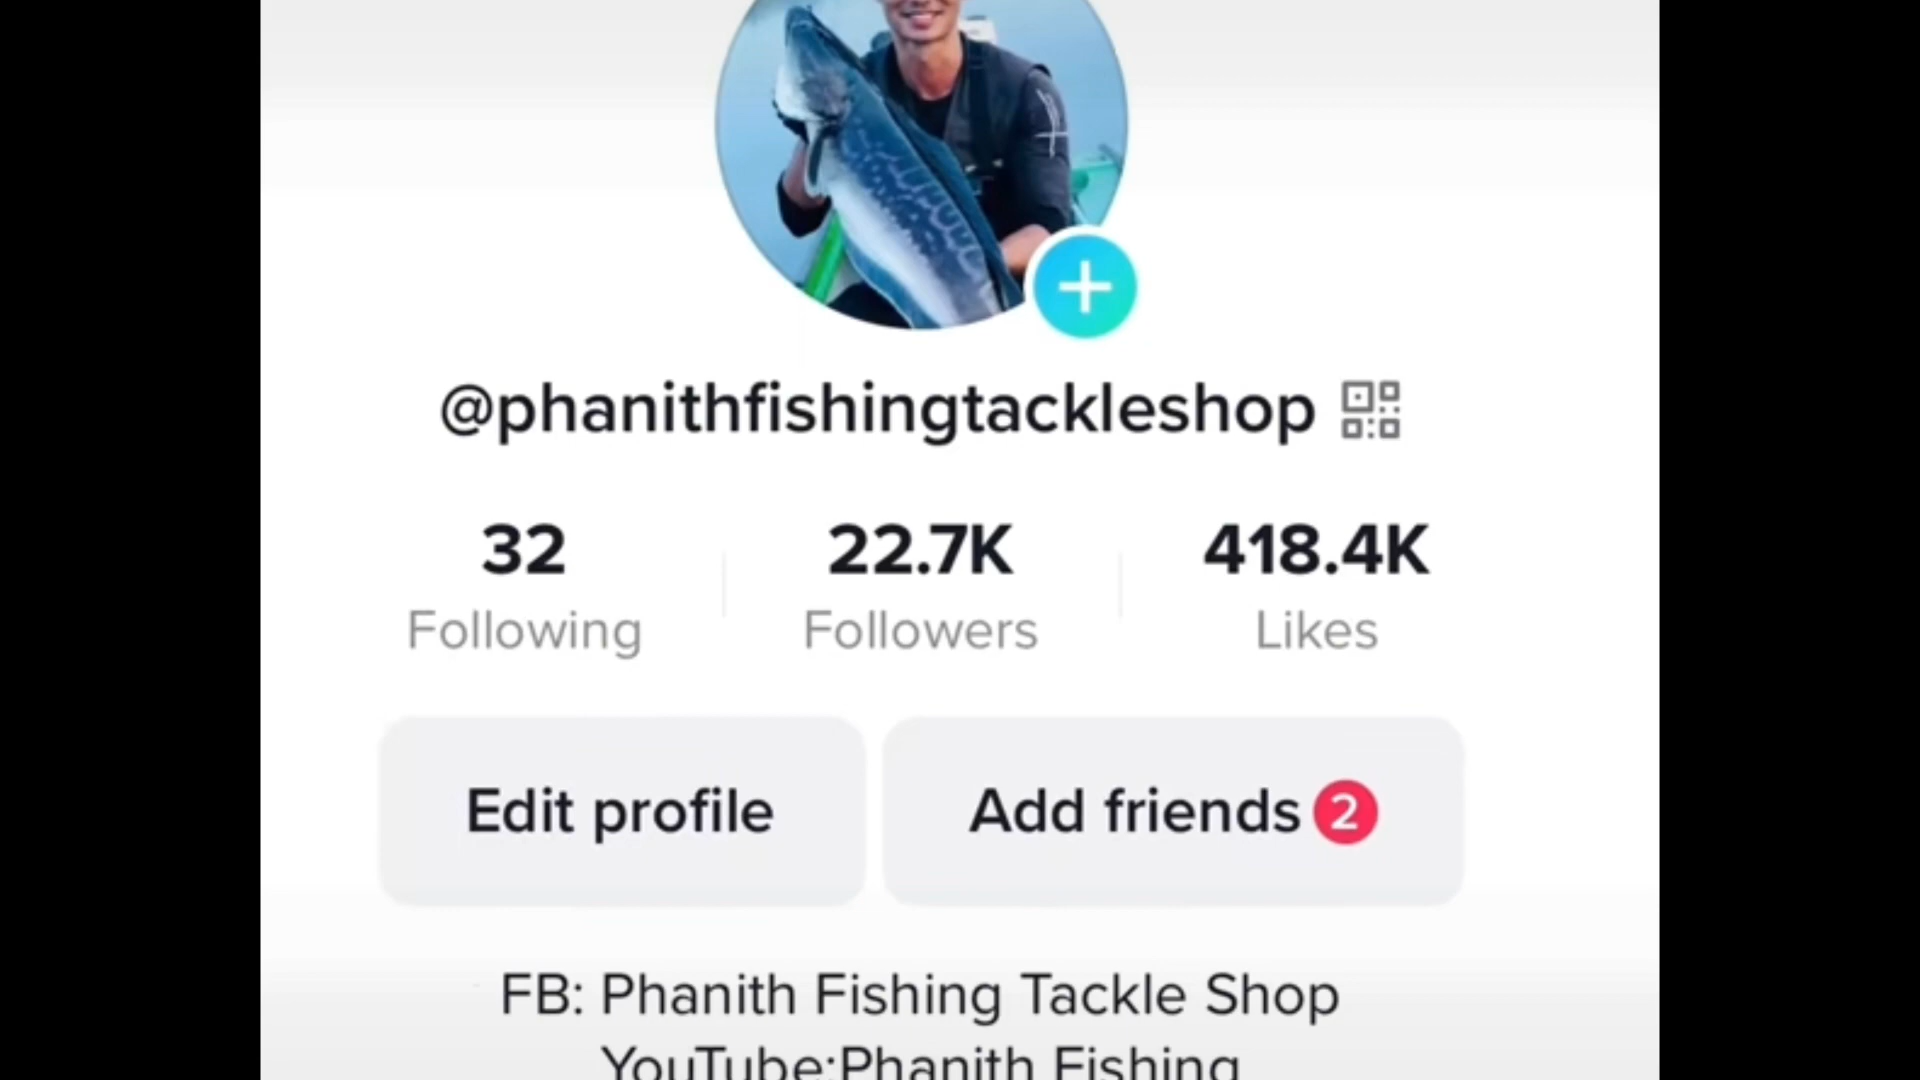 @phanithfishingtackleshop
32 22.7K 418.4K
Following Followers Likes
Edit profile Add friends 2
FB: Phanith Fishing Tackle Shop
YouTube:Phanith Fishing